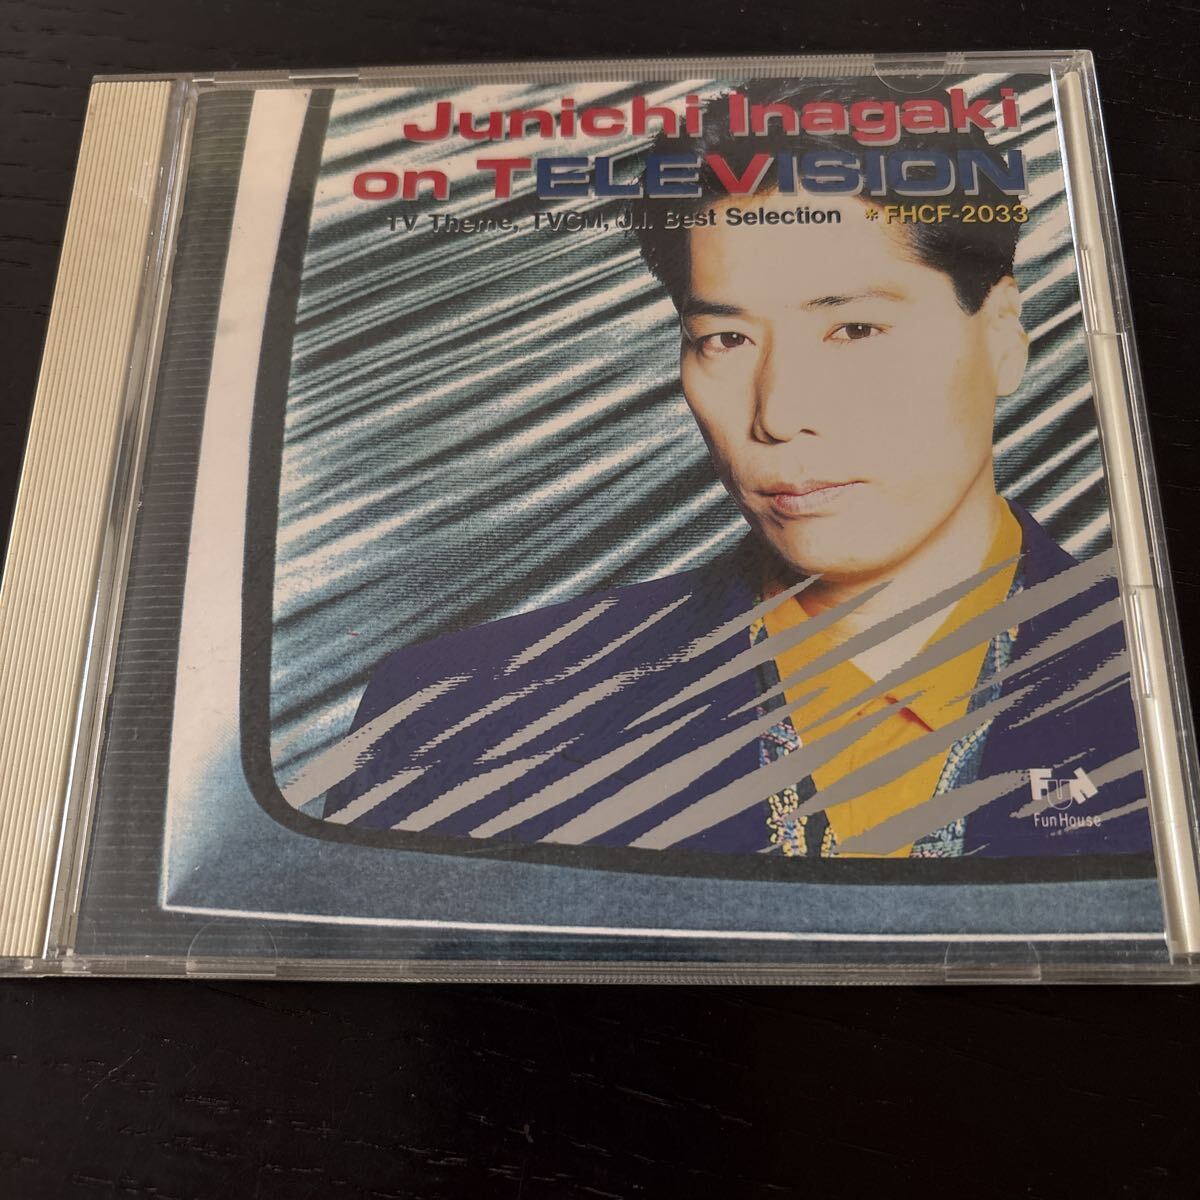 Junichi Inagaki
on TELEVISION
TV Theme, TVCM, J.I. Best Selection *FHCF-2033
Fun
Fun House